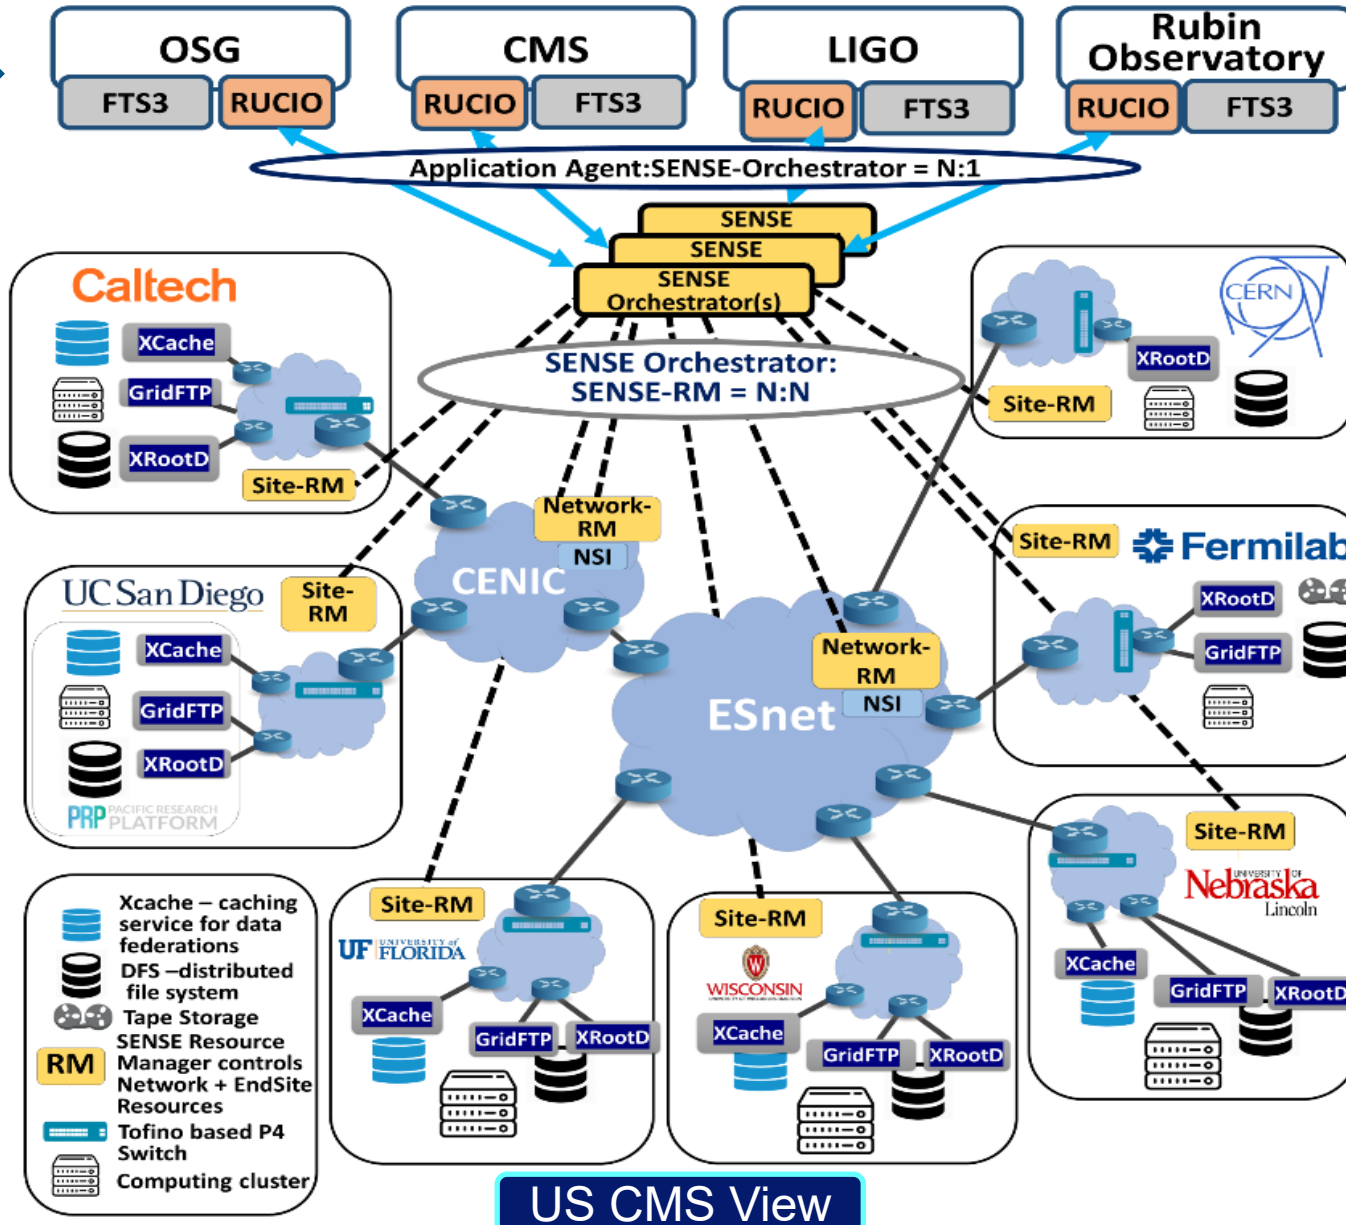 OSG
FTS3
RUCIO
CMS
RUCIO
FTS3
LIGO
RUCIO
FTS3
Rubin
Observatory
RUCIO
FTS3
Application Agent:SENSE-Orchestrator = N:1
SENSE
SENSE
SENSE
Orchestrator(s)
SENSE Orchestrator:
SENSE-RM = N:N
Caltech
XCache
GridFTP
XRootD
Site-RM
CERN
XRootD
Site-RM
Network-
RM
NSI
CENIC
UC San Diego
Site-
RM
XCache
GridFTP
XRootD
PRP PACIFIC RESEARCH
PLATFORM
Site-RM
Fermilab
XRootD
GridFTP
Network-
RM
NSI
ESnet
Site-RM
UNIVERSITY OF
Nebraska
Lincoln
XCache
GridFTP
XRootD
Site-RM
UF UNIVERSITY of
FLORIDA
XCache
GridFTP
XRootD
Site-RM
W
WISCONSIN
XCache
GridFTP
XRootD
Xcache – caching
service for data
federations
DFS –distributed
file system
Tape Storage
SENSE Resource
RM Manager controls
Network + EndSite
Resources
Tofino based P4
Switch
Computing cluster
US CMS View